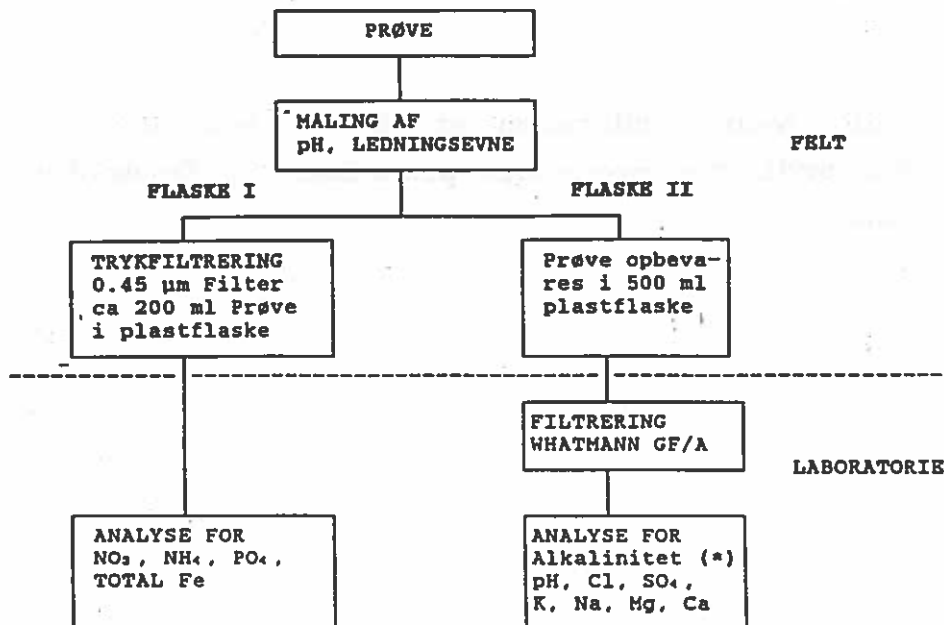 PRØVE
MALING AF
pH, LEDNINGSEVNE
FELT
FLASKE I
FLASKE II
TRYKFILTRERING
0.45 µm Filter
ca 200 ml Prøve
i plastflaske
Prøve opbeva-
res i 500 ml
plastflaske
FILTRERING
WHATMANN GF/A
LABORATORIE
ANALYSE FOR
NO₃, NH₄, PO₄,
TOTAL Fe
ANALYSE FOR
Alkalinitet (*)
pH, Cl, SO₄,
K, Na, Mg, Ca